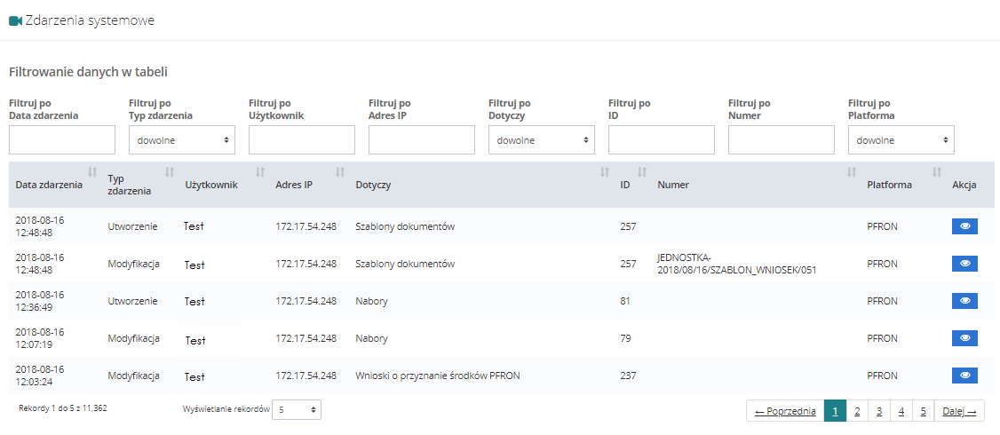 Zdarzenia systemowe
Filtrowanie danych w tabeli
Filtruj po Filtruj po Filtruj po Filtruj po Filtruj po Filtruj po Filtruj po Filtruj po
Data zdarzenia Typ zdarzenia Użytkownik Adres IP Dotyczy ID Numer Platforma
dowolne dowolne dowolne
Data zdarzenia Typ zdarzenia Użytkownik Adres IP Dotyczy ID Numer Platforma Akcja
2018-08-16 12:48:48 Utworzenie Test 172.17.54.248 Szablony dokumentów 257 PFRON
2018-08-16 12:48:48 Modyfikacja Test 172.17.54.248 Szablony dokumentów 257 JEDNOSTKA-2018/08/16/SZABLON_WNIOSEK/051 PFRON
2018-08-16 12:36:49 Utworzenie Test 172.17.54.248 Nabory 81 PFRON
2018-08-16 12:07:19 Modyfikacja Test 172.17.54.248 Nabory 79 PFRON
2018-08-16 12:03:24 Modyfikacja Test 172.17.54.248 Wnioski o przyznanie środków PFRON 237 PFRON
Rekordy 1 do 5 z 11,362 Wyświetlanie rekordów 5 ← Poprzednia 1 2 3 4 5 Dalej →